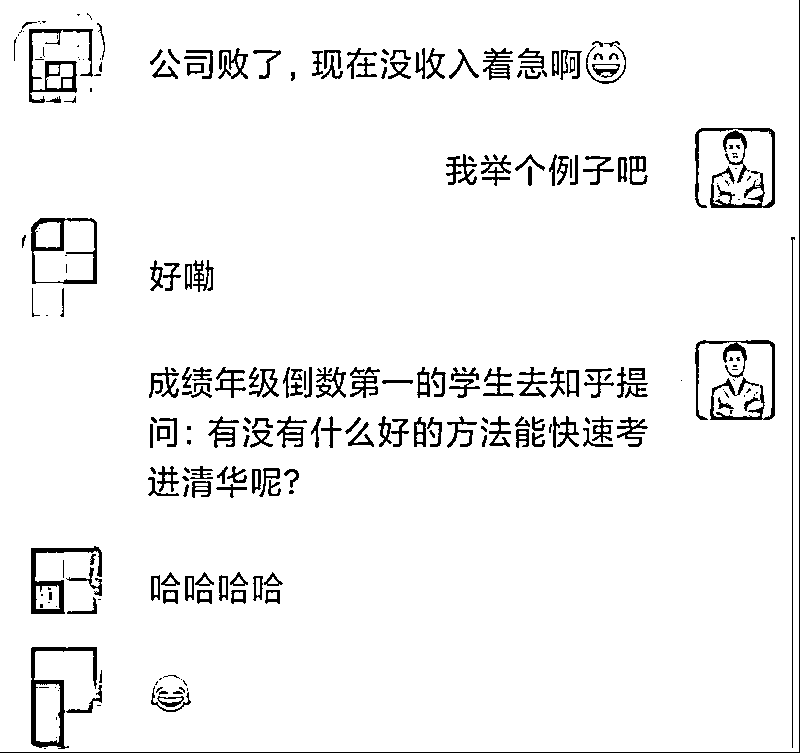 公司败了，现在没收入着急啊😄
我举个例子吧
好嘞
成绩年级倒数第一的学生去知乎提
问：有没有什么好的方法能快速考
进清华呢？
哈哈哈哈
😂